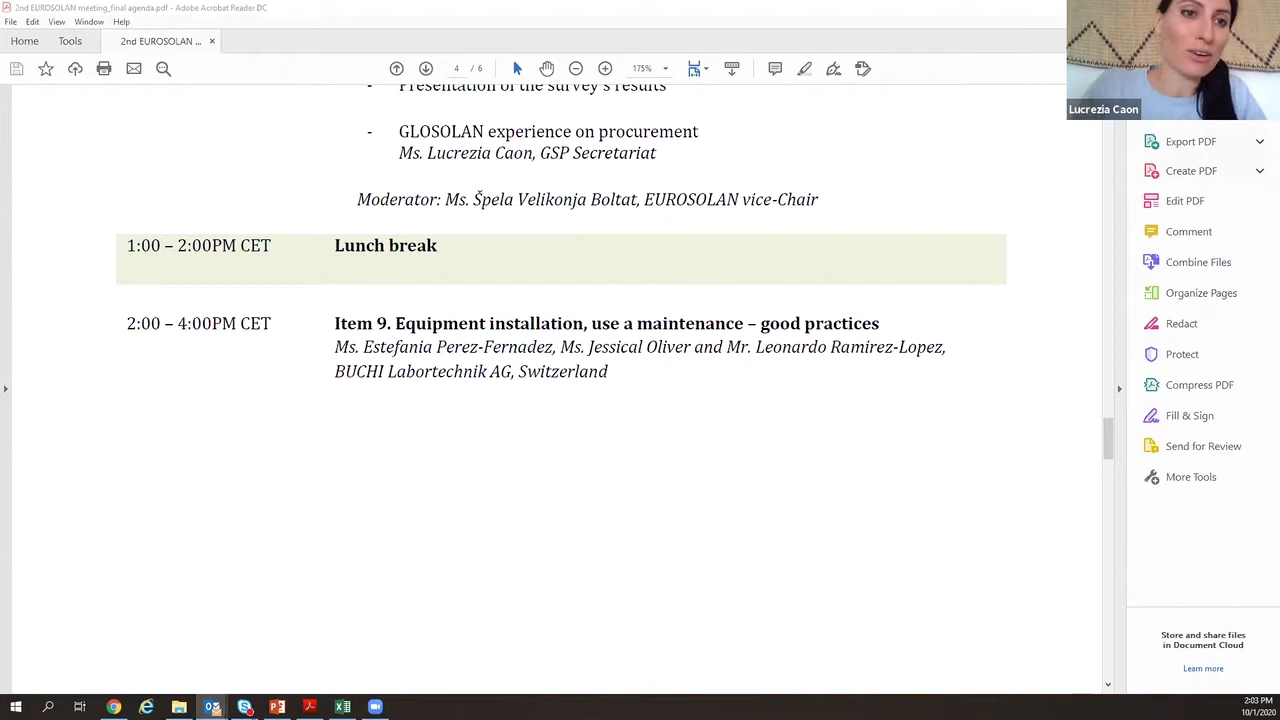 2nd EUROSOLAN meeting_final agenda.pdf - Adobe Acrobat Reader DC
File Edit View Window Help
Home Tools 2nd EUROSOLAN ... ×
4 / 6 175%
Lucrezia Caon
- Presentation of the survey's results
- GLOSOLAN experience on procurement
Ms. Lucrezia Caon, GSP Secretariat
Moderator: Ms. Špela Velikonja Boltat, EUROSOLAN vice-Chair
1:00 – 2:00PM CET Lunch break
2:00 – 4:00PM CET Item 9. Equipment installation, use a maintenance – good practices
Ms. Estefania Perez-Fernadez, Ms. Jessical Oliver and Mr. Leonardo Ramirez-Lopez,
BUCHI Labortechnik AG, Switzerland
Export PDF
Create PDF
Edit PDF
Comment
Combine Files
Organize Pages
Redact
Protect
Compress PDF
Fill & Sign
Send for Review
More Tools
Store and share files
in Document Cloud
Learn more
2:03 PM
10/1/2020